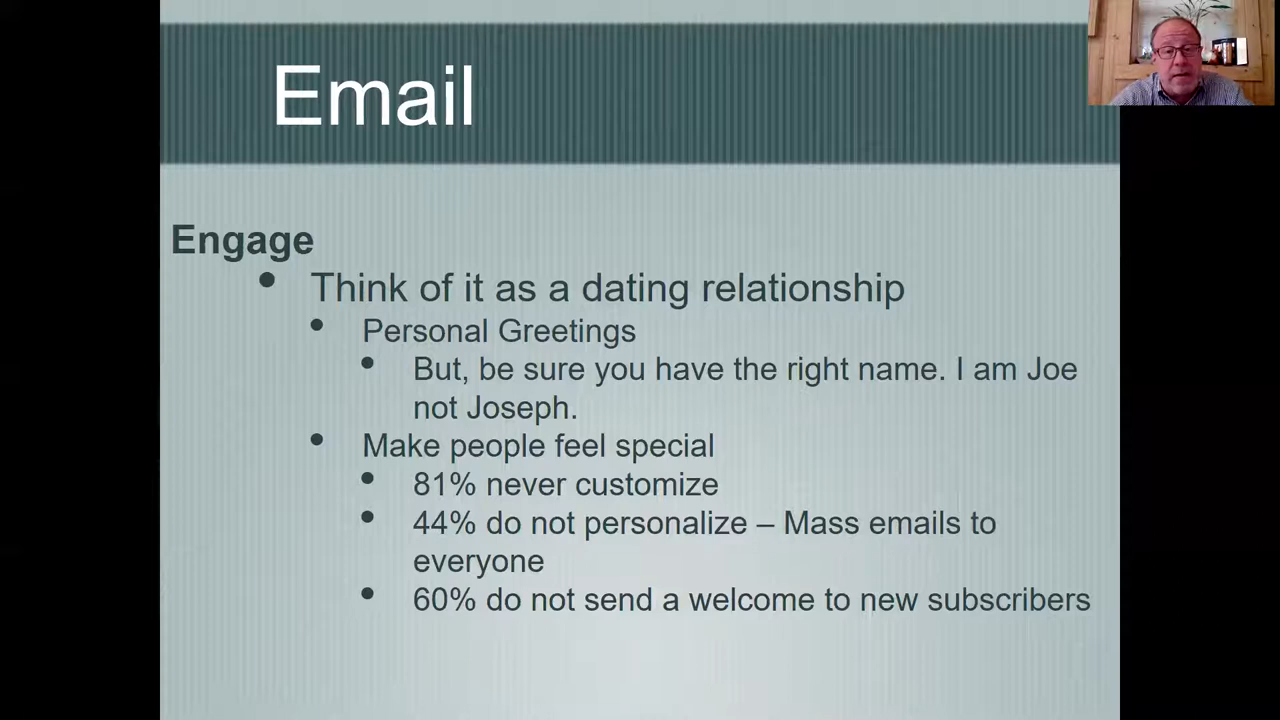 Email
Engage
• Think of it as a dating relationship
• Personal Greetings
• But, be sure you have the right name. I am Joe
not Joseph.
• Make people feel special
• 81% never customize
• 44% do not personalize – Mass emails to
everyone
• 60% do not send a welcome to new subscribers